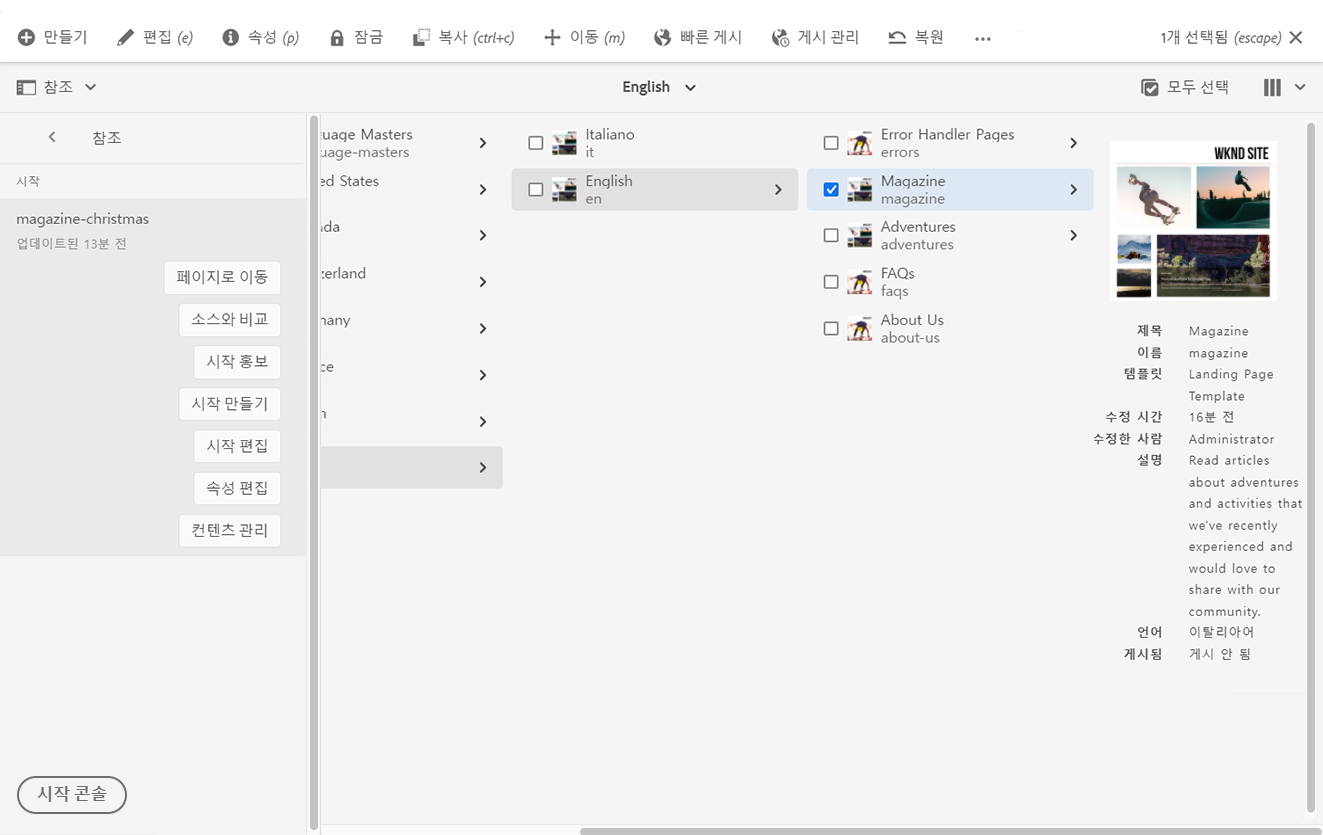 만들기 편집 (e) 속성 (p) 잠금 복사 (ctrl+c) 이동 (m) 빠른 게시 게시 관리 복원 ... 1개 선택됨 (escape)
참조 English 모두 선택
참조
시작
magazine-christmas
업데이트된 13분 전
페이지로 이동
소스와 비교
시작 홍보
시작 만들기
시작 편집
속성 편집
컨텐츠 관리
시작 콘솔
uage Masters
uage-masters
ed States
da
erland
many
ce
n
Italiano
it
English
en
Error Handler Pages
errors
Magazine
magazine
Adventures
adventures
FAQs
faqs
About Us
about-us
WKND SITE
제목 Magazine
이름 magazine
템플릿 Landing Page
Template
수정 시간 16분 전
수정한 사람 Administrator
설명 Read articles
about adventures
and activities that
we've recently
experienced and
would love to
share with our
community.
언어 이탈리아어
게시됨 게시 안 됨